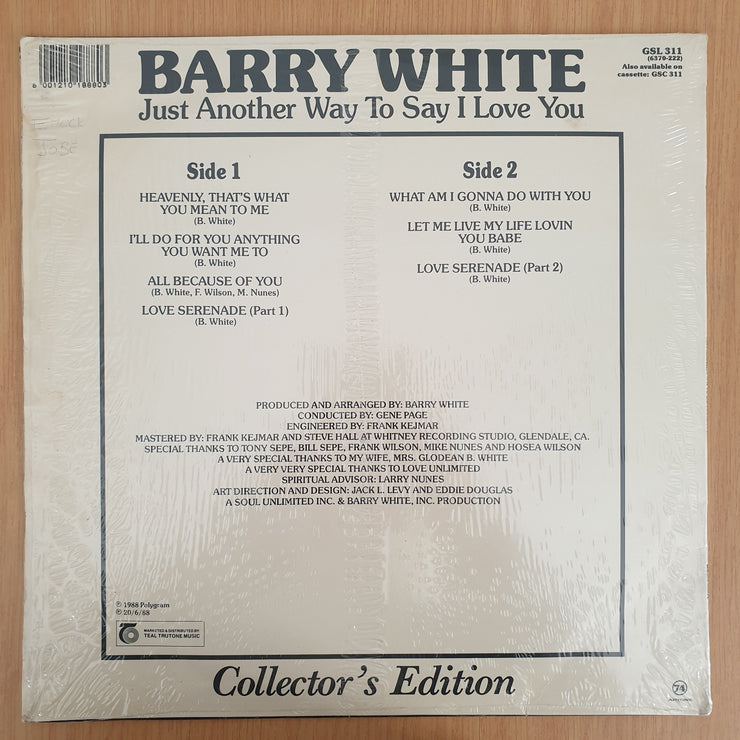 BARRY WHITE
Just Another Way To Say I Love You
GSL 311
(6370-222)
Also available on
cassette: GSC 311
6 001210 188803
Side 1
HEAVENLY, THAT'S WHAT
YOU MEAN TO ME
(B. White)
I'LL DO FOR YOU ANYTHING
YOU WANT ME TO
(B. White)
ALL BECAUSE OF YOU
(B. White, F. Wilson, M. Nunes)
LOVE SERENADE (Part 1)
(B. White)
Side 2
WHAT AM I GONNA DO WITH YOU
(B. White)
LET ME LIVE MY LIFE LOVIN
YOU BABE
(B. White)
LOVE SERENADE (Part 2)
(B. White)
PRODUCED AND ARRANGED BY: BARRY WHITE
CONDUCTED BY: GENE PAGE
ENGINEERED BY: FRANK KEJMAR
MASTERED BY: FRANK KEJMAR AND STEVE HALL AT WHITNEY RECORDING STUDIO, GLENDALE, CA.
SPECIAL THANKS TO TONY SEPE, BILL SEPE, FRANK WILSON, MIKE NUNES AND HOSEA WILSON
A VERY SPECIAL THANKS TO MY WIFE, MRS. GLODEAN B. WHITE
A VERY VERY SPECIAL THANKS TO LOVE UNLIMITED
SPIRITUAL ADVISOR: LARRY NUNES
ART DIRECTION AND DESIGN: JACK L. LEVY AND EDDIE DOUGLAS
A SOUL UNLIMITED INC. & BARRY WHITE, INC. PRODUCTION
℗ 1988 Polygram
℗ 20/6/88
MARKETED & DISTRIBUTED BY
TEAL TRUTONE MUSIC
Collector's Edition
74